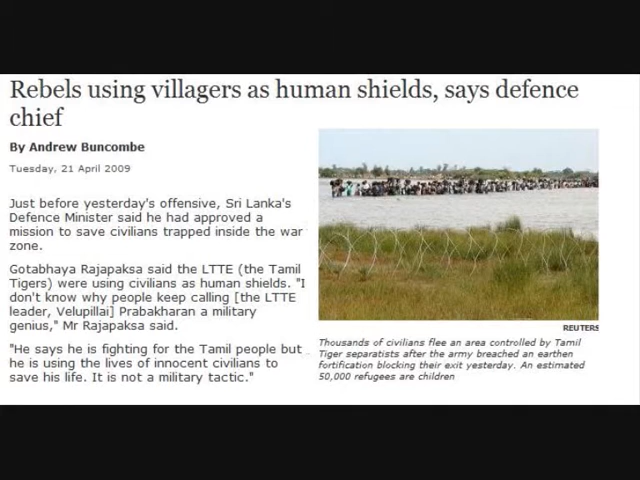 Rebels using villagers as human shields, says defence
chief
By Andrew Buncombe
Tuesday, 21 April 2009
Just before yesterday's offensive, Sri Lanka's
Defence Minister said he had approved a
mission to save civilians trapped inside the war
zone.
Gotabhaya Rajapaksa said the LTTE (the Tamil
Tigers) were using civilians as human shields. "I
don't know why people keep calling [the LTTE
leader, Velupillai] Prabakharan a military
genius," Mr Rajapaksa said.
"He says he is fighting for the Tamil people but
he is using the lives of innocent civilians to
save his life. It is not a military tactic."
REUTERS
Thousands of civilians flee an area controlled by Tamil
Tiger separatists after the army breached an earthen
fortification blocking their exit yesterday. An estimated
50,000 refugees are children